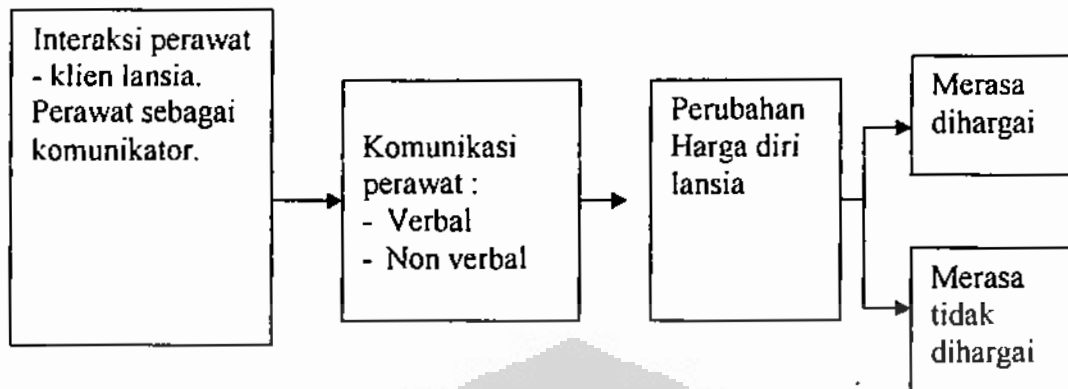 Interaksi perawat
- klien lansia.
Perawat sebagai
komunikator.
Komunikasi
perawat :
- Verbal
- Non verbal
Perubahan
Harga diri
lansia
Merasa
dihargai
Merasa
tidak
dihargai